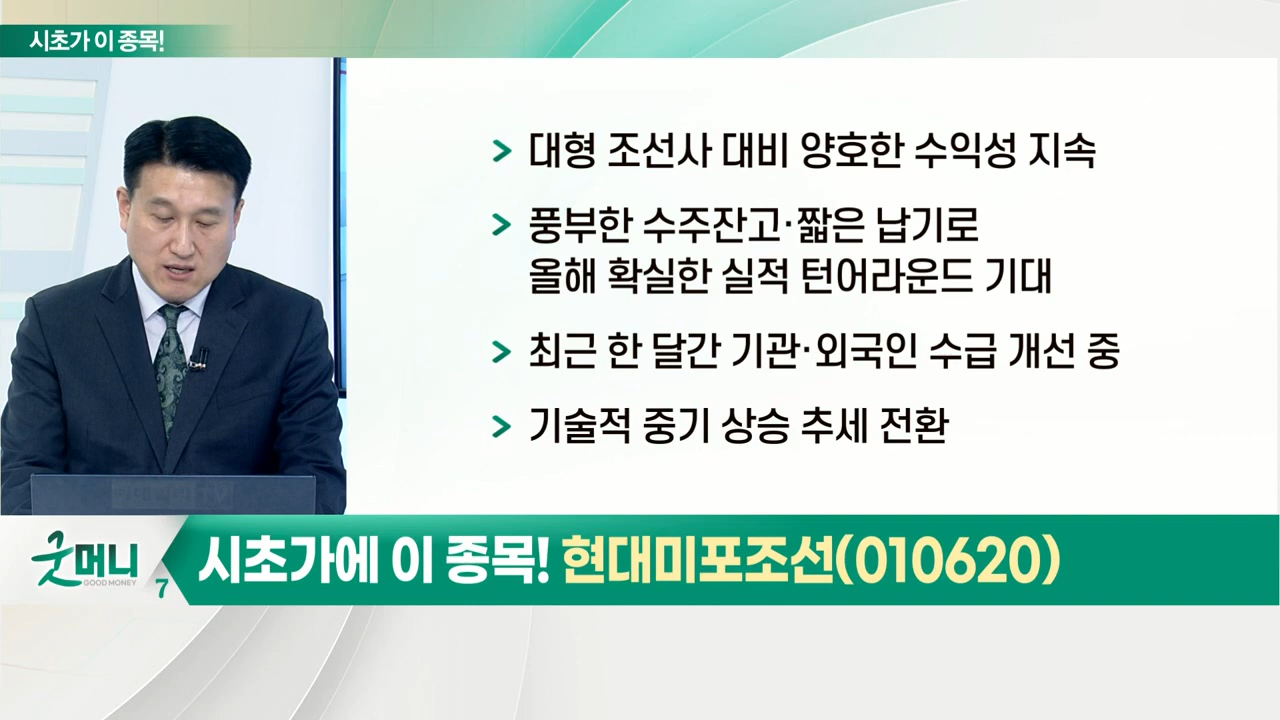 시초가 이 종목!
> 대형 조선사 대비 양호한 수익성 지속
> 풍부한 수주잔고·짧은 납기로
올해 확실한 실적 턴어라운드 기대
> 최근 한 달간 기관·외국인 수급 개선 중
> 기술적 중기 상승 추세 전환
굿머니
GOOD MONEY
7
시초가에 이 종목! 현대미포조선(010620)